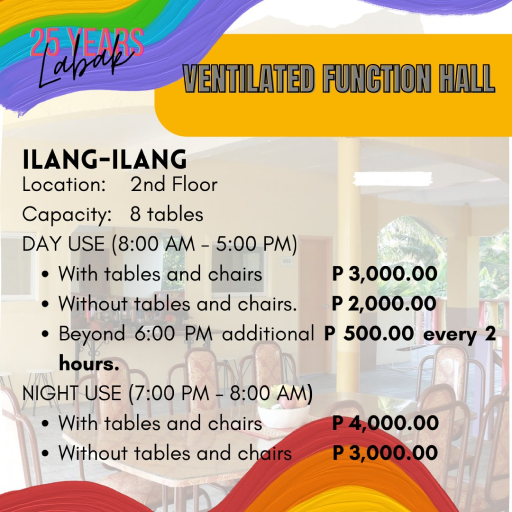 25 YEARS
Labak
VENTILATED FUNCTION HALL
ILANG-ILANG
Location: 2nd Floor
Capacity: 8 tables
DAY USE (8:00 AM - 5:00 PM)
• With tables and chairs P 3,000.00
• Without tables and chairs. P 2,000.00
• Beyond 6:00 PM additional P 500.00 every 2
hours.
NIGHT USE (7:00 PM - 8:00 AM)
• With tables and chairs P 4,000.00
• Without tables and chairs P 3,000.00